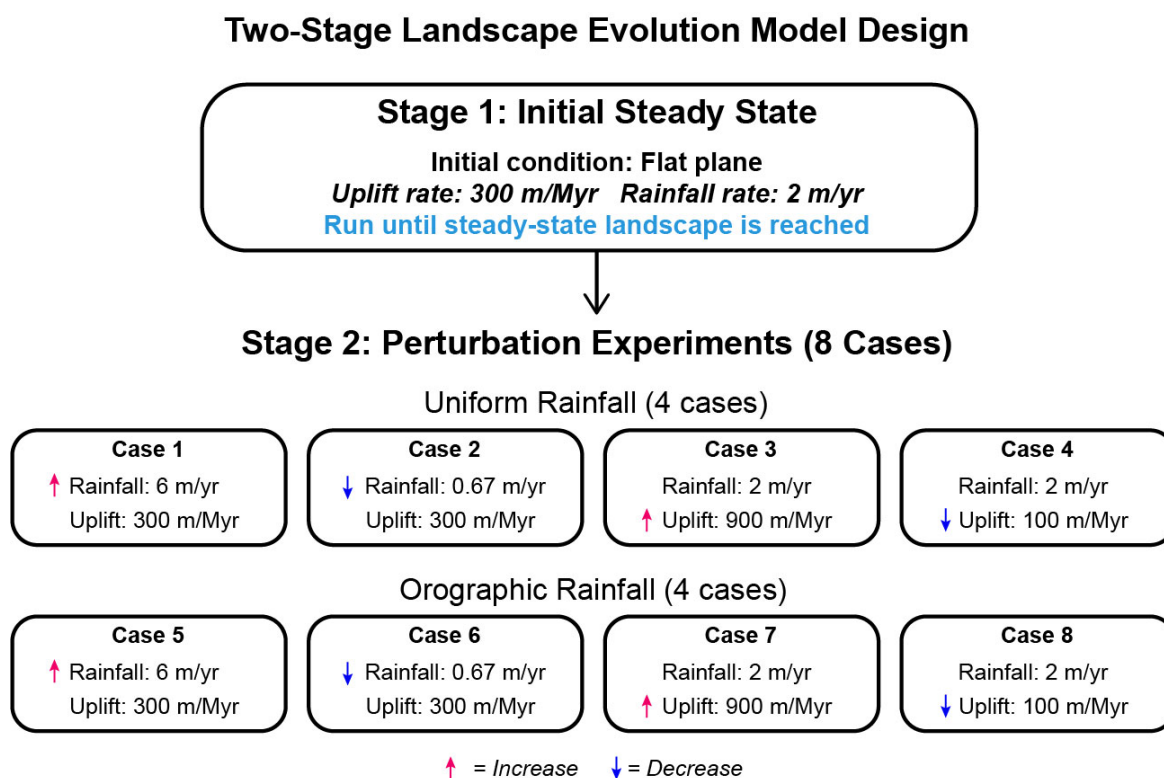 Two-Stage Landscape Evolution Model Design
Stage 1: Initial Steady State
Initial condition: Flat plane
Uplift rate: 300 m/Myr Rainfall rate: 2 m/yr
Run until steady-state landscape is reached
Stage 2: Perturbation Experiments (8 Cases)
Uniform Rainfall (4 cases)
Case 1
↑ Rainfall: 6 m/yr
Uplift: 300 m/Myr
Case 2
↓ Rainfall: 0.67 m/yr
Uplift: 300 m/Myr
Case 3
Rainfall: 2 m/yr
↑ Uplift: 900 m/Myr
Case 4
Rainfall: 2 m/yr
↓ Uplift: 100 m/Myr
Orographic Rainfall (4 cases)
Case 5
↑ Rainfall: 6 m/yr
Uplift: 300 m/Myr
Case 6
↓ Rainfall: 0.67 m/yr
Uplift: 300 m/Myr
Case 7
Rainfall: 2 m/yr
↑ Uplift: 900 m/Myr
Case 8
Rainfall: 2 m/yr
↓ Uplift: 100 m/Myr
↑ = Increase ↓ = Decrease